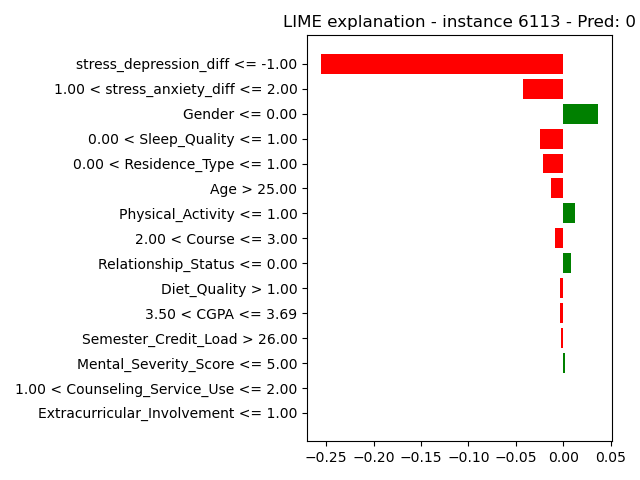 LIME explanation - instance 6113 - Pred: 0
stress_depression_diff <= -1.00
1.00 < stress_anxiety_diff <= 2.00
Gender <= 0.00
0.00 < Sleep_Quality <= 1.00
0.00 < Residence_Type <= 1.00
Age > 25.00
Physical_Activity <= 1.00
2.00 < Course <= 3.00
Relationship_Status <= 0.00
Diet_Quality > 1.00
3.50 < CGPA <= 3.69
Semester_Credit_Load > 26.00
Mental_Severity_Score <= 5.00
1.00 < Counseling_Service_Use <= 2.00
Extracurricular_Involvement <= 1.00
−0.25 −0.20 −0.15 −0.10 −0.05 0.00 0.05